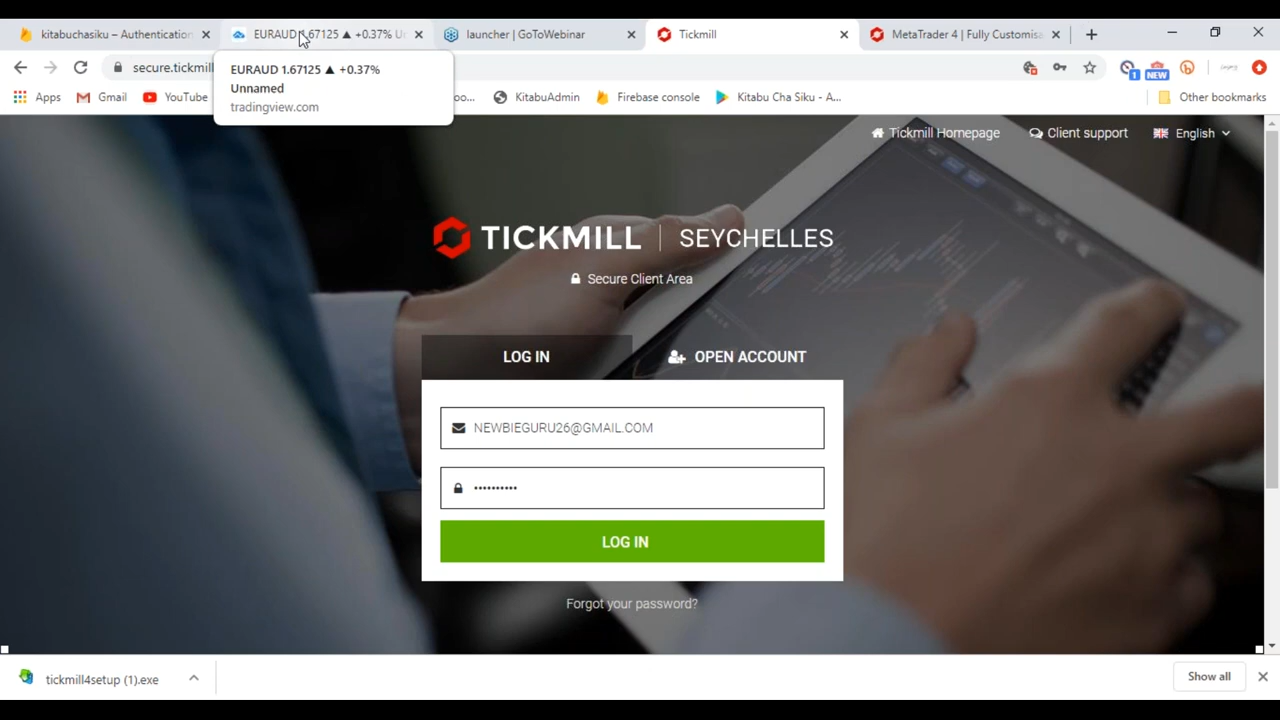 kitabuchasiku – Authentication
EURAUD 1.67125 ▲ +0.37% U
launcher | GoToWebinar
Tickmill
MetaTrader 4 | Fully Customisa
secure.tickmil
EURAUD 1.67125 ▲ +0.37%
Unnamed
tradingview.com
NEW
1
Apps
Gmail
YouTube
oo...
KitabuAdmin
Firebase console
Kitabu Cha Siku - A...
Other bookmarks
Tickmill Homepage
Client support
English
TICKMILL | SEYCHELLES
Secure Client Area
LOG IN
OPEN ACCOUNT
NEWBIEGURU26@GMAIL.COM
••••••••••
LOG IN
Forgot your password?
tickmill4setup (1).exe
Show all